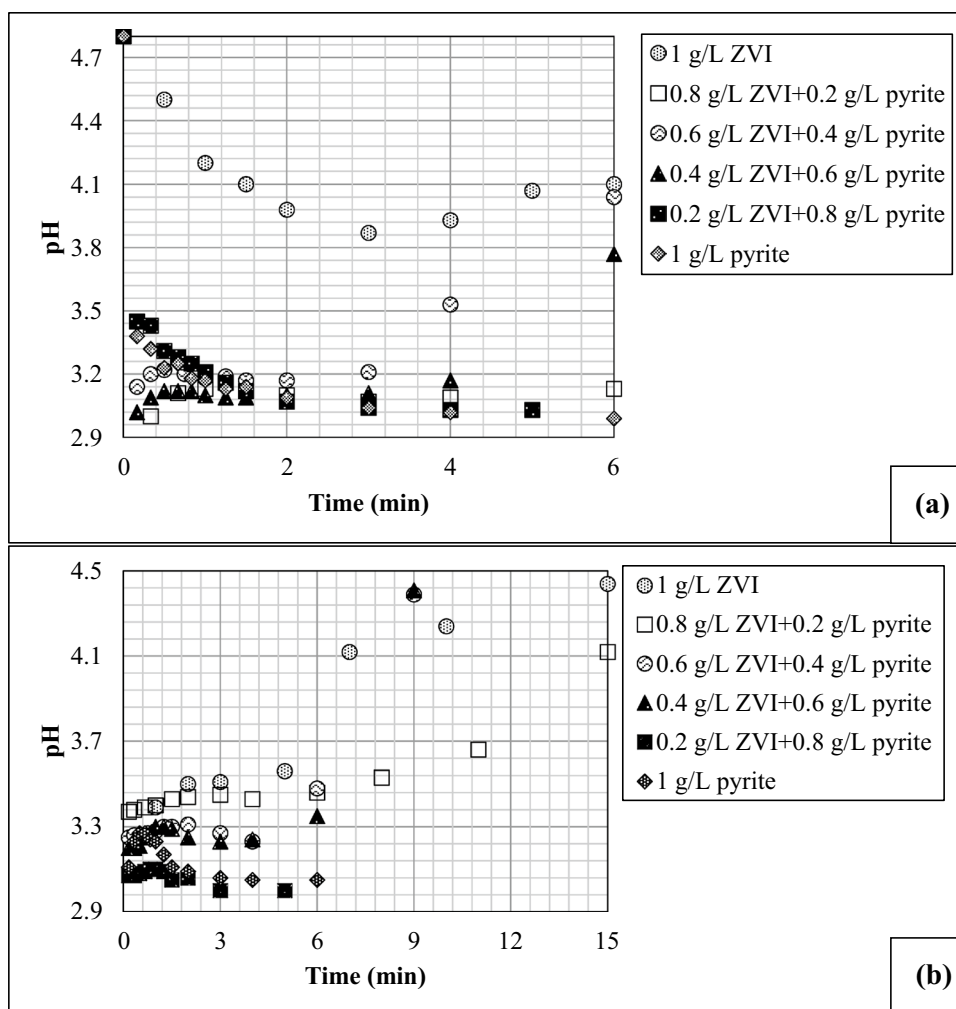 4.7
4.4
4.1
3.8
3.5
3.2
2.9
pH
0 2 4 6
Time (min)
1 g/L ZVI
0.8 g/L ZVI+0.2 g/L pyrite
0.6 g/L ZVI+0.4 g/L pyrite
0.4 g/L ZVI+0.6 g/L pyrite
0.2 g/L ZVI+0.8 g/L pyrite
1 g/L pyrite
(a)
4.5
4.1
3.7
3.3
2.9
pH
0 3 6 9 12 15
Time (min)
1 g/L ZVI
0.8 g/L ZVI+0.2 g/L pyrite
0.6 g/L ZVI+0.4 g/L pyrite
0.4 g/L ZVI+0.6 g/L pyrite
0.2 g/L ZVI+0.8 g/L pyrite
1 g/L pyrite
(b)